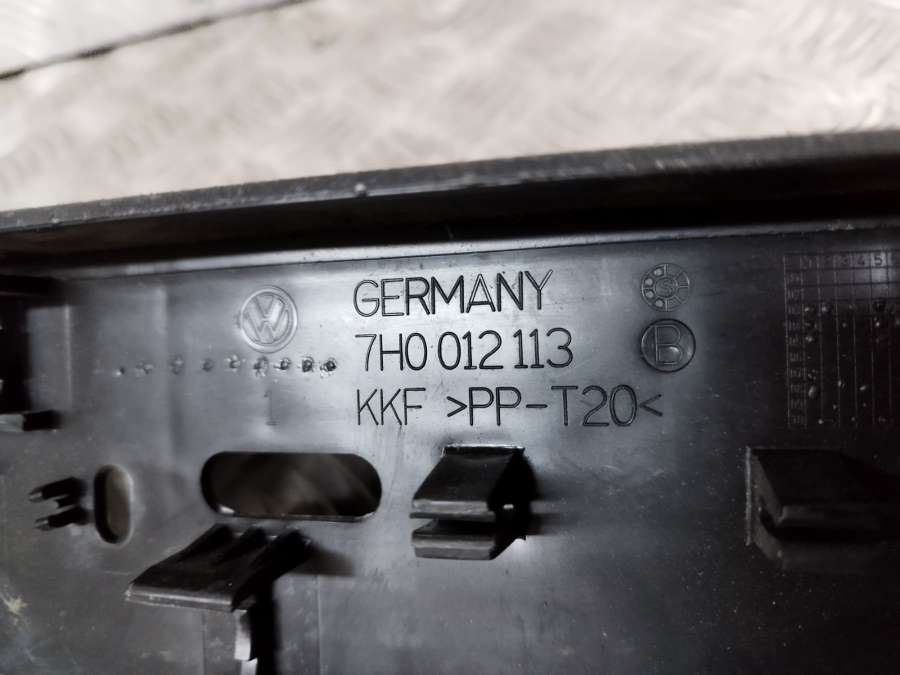 GERMANY
7H0 012 113
KKF >PP-T20<
S
B